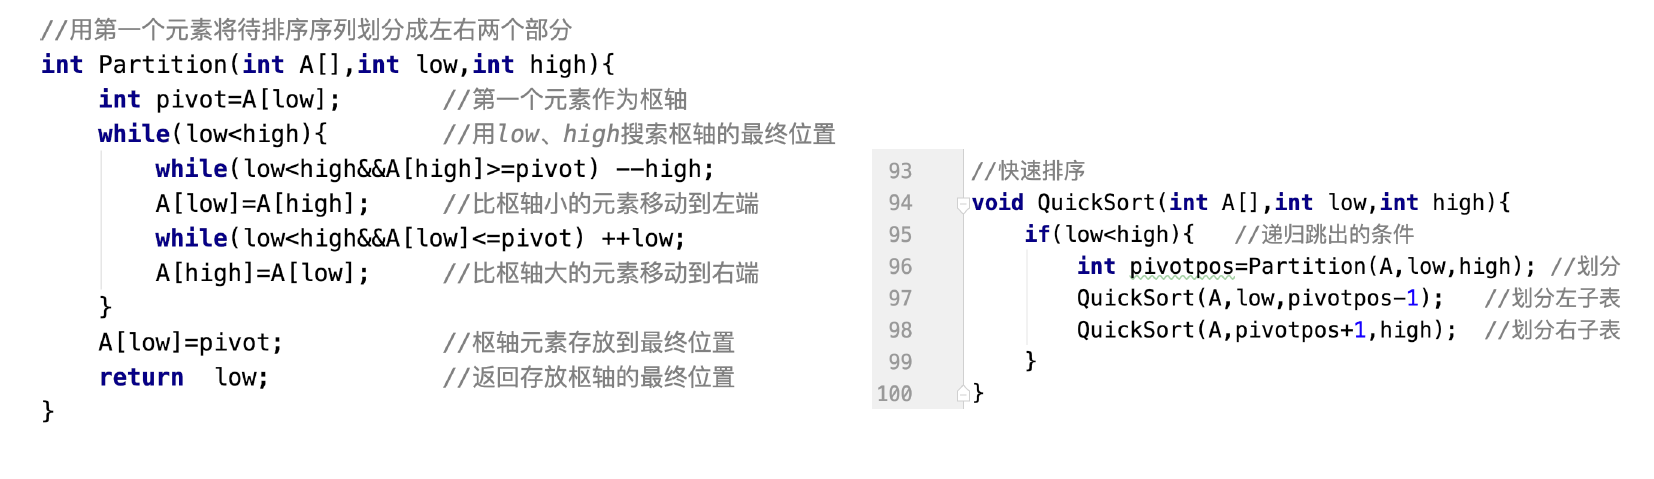 //用第一个元素将待排序序列划分成左右两个部分
int Partition(int A[],int low,int high){
    int pivot=A[low];       //第一个元素作为枢轴
    while(low<high){        //用low、high搜索枢轴的最终位置
        while(low<high&&A[high]>=pivot) --high;
        A[low]=A[high];     //比枢轴小的元素移动到左端
        while(low<high&&A[low]<=pivot) ++low;
        A[high]=A[low];     //比枢轴大的元素移动到右端
    }
    A[low]=pivot;           //枢轴元素存放到最终位置
    return  low;            //返回存放枢轴的最终位置
}
93 //快速排序
94 void QuickSort(int A[],int low,int high){
95     if(low<high){   //递归跳出的条件
96         int pivotpos=Partition(A,low,high); //划分
97         QuickSort(A,low,pivotpos-1);   //划分左子表
98         QuickSort(A,pivotpos+1,high);  //划分右子表
99     }
100 }